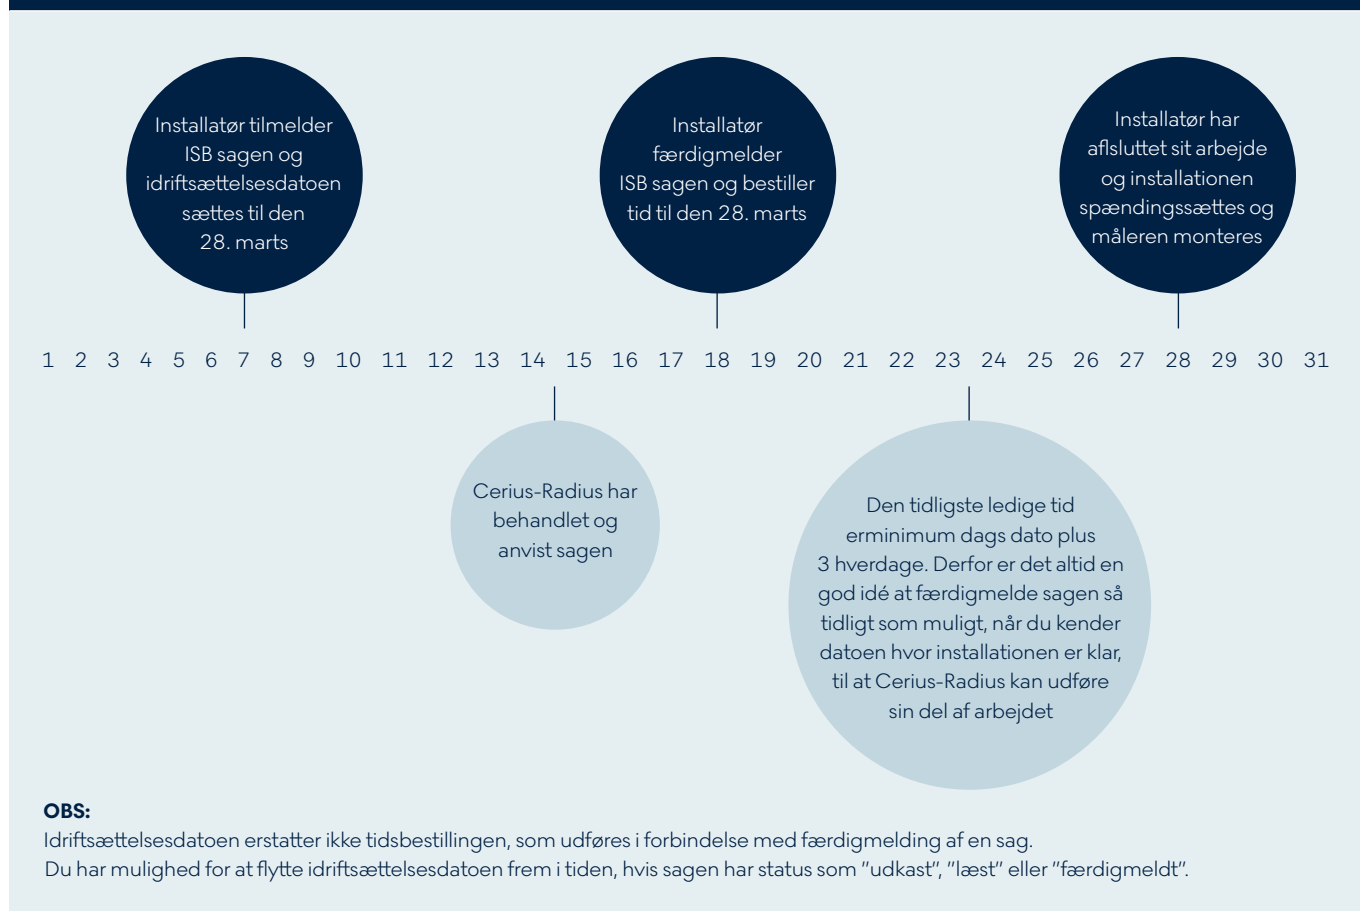 Installatør tilmelder
ISB sagen og
idriftsættelsesdatoen
sættes til den
28. marts
Installatør
færdigmelder
ISB sagen og bestiller
tid til den 28. marts
Installatør har
aflsluttet sit arbejde
og installationen
spændingssættes og
måleren monteres
1 2 3 4 5 6 7 8 9 10 11 12 13 14 15 16 17 18 19 20 21 22 23 24 25 26 27 28 29 30 31
Cerius-Radius har
behandlet og
anvist sagen
Den tidligste ledige tid
erminimum dags dato plus
3 hverdage. Derfor er det altid en
god idé at færdigmelde sagen så
tidligt som muligt, når du kender
datoen hvor installationen er klar,
til at Cerius-Radius kan udføre
sin del af arbejdet
OBS:
Idriftsættelsesdatoen erstatter ikke tidsbestillingen, som udføres i forbindelse med færdigmelding af en sag.
Du har mulighed for at flytte idriftsættelsesdatoen frem i tiden, hvis sagen har status som ”udkast”, ”læst” eller ”færdigmeldt”.